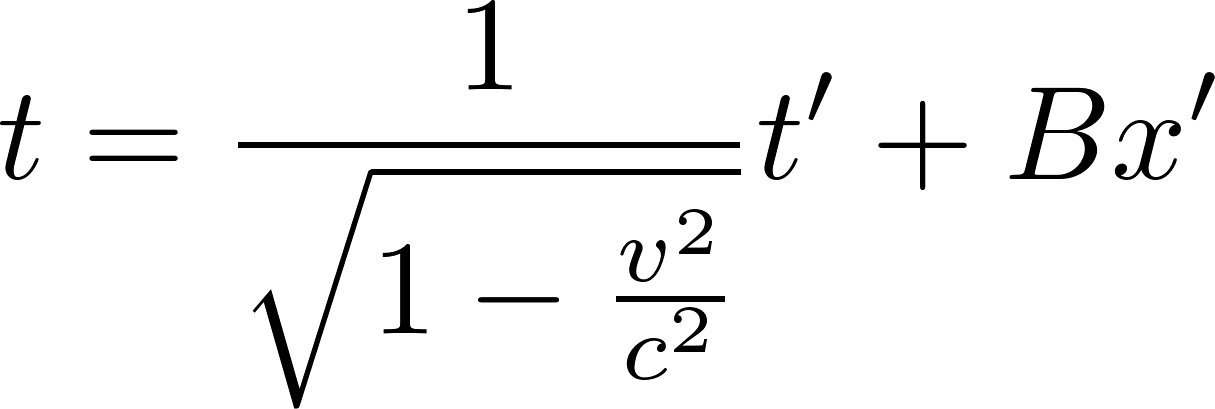 t = \frac{1}{\sqrt{1 - \frac{v^2}{c^2}}} t' + Bx'